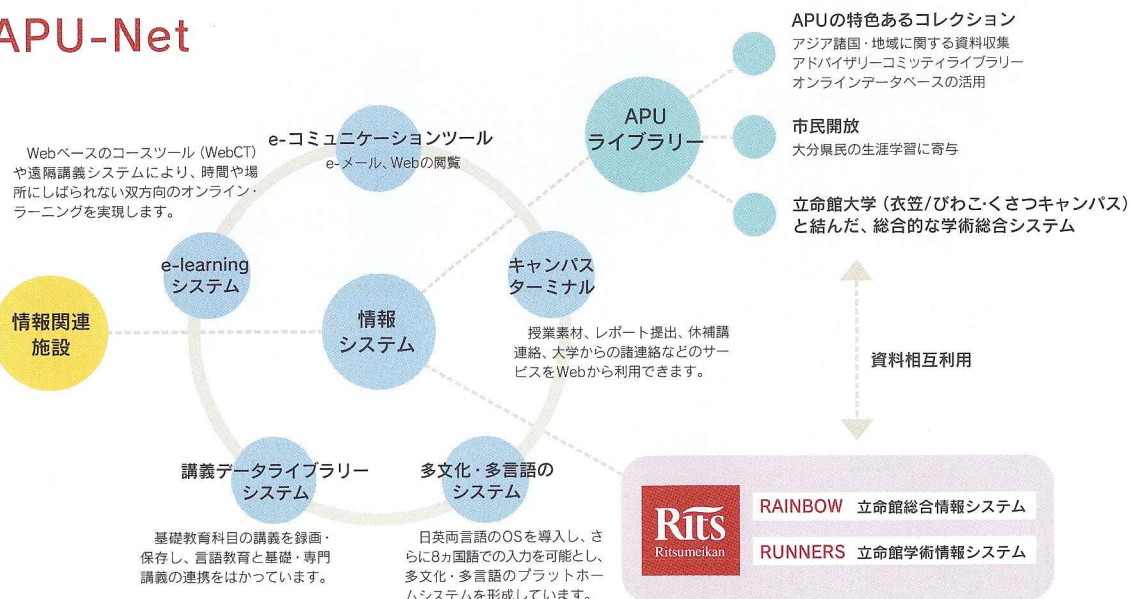 APU-Net
APUの特色あるコレクション
アジア諸国・地域に関する資料収集
アドバイザリーコミッティライブラリー
オンラインデータベースの活用
APU
ライブラリー
市民開放
大分県民の生涯学習に寄与
立命館大学（衣笠/びわこ・くさつキャンパス）
と結んだ、総合的な学術総合システム
e-コミュニケーションツール
e-メール、Webの閲覧
Webベースのコースツール（WebCT）
や遠隔講義システムにより、時間や場
所にしばられない双方向のオンライン・
ラーニングを実現します。
e-learning
システム
キャンパス
ターミナル
授業素材、レポート提出、休補講
連絡、大学からの諸連絡などのサー
ビスをWebから利用できます。
情報関連
施設
情報
システム
資料相互利用
講義データライブラリー
システム
基礎教育科目の講義を録画・
保存し、言語教育と基礎・専門
講義の連携をはかっています。
多文化・多言語の
システム
日英両言語のOSを導入し、さ
らに8ヵ国語での入力を可能とし、
多文化・多言語のプラットホー
ムシステムを形成しています。
Rits
Ritsumeikan
RAINBOW 立命館総合情報システム
RUNNERS 立命館学術情報システム